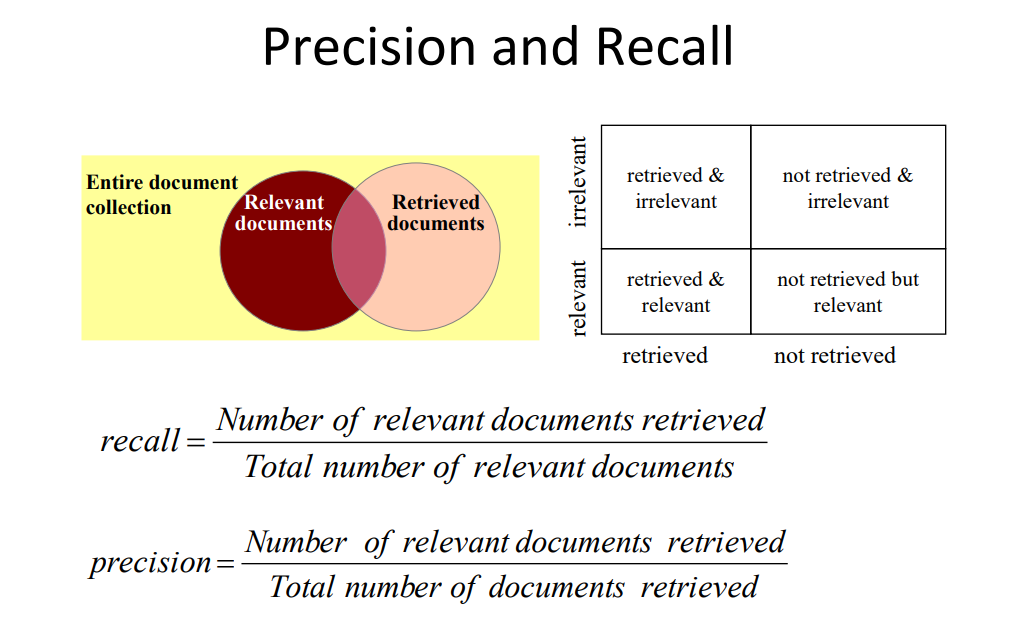 Precision and Recall
Entire document
collection
Relevant
documents
Retrieved
documents
irrelevant
retrieved &
irrelevant
not retrieved &
irrelevant
relevant
retrieved &
relevant
not retrieved but
relevant
retrieved
not retrieved
recall = Number of relevant documents retrieved
Total number of relevant documents
precision = Number of relevant documents retrieved
Total number of documents retrieved